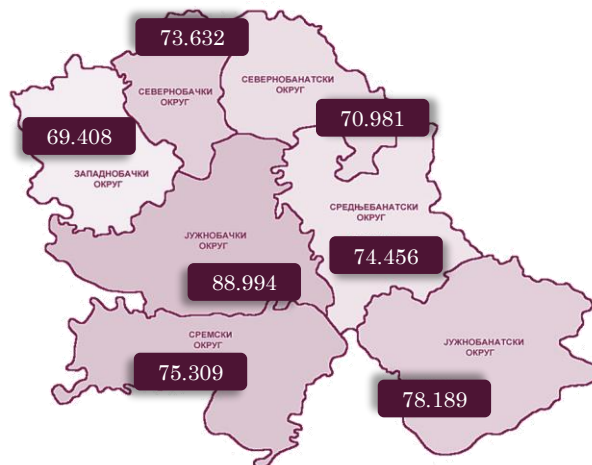 73.632
СЕВЕРНОБАЧКИ
ОКРУГ
СЕВЕРНОБАНАТСКИ
ОКРУГ
70.981
69.408
ЗАПАДНОБАЧКИ
ОКРУГ
СРЕДЊЕБАНАТСКИ
ОКРУГ
74.456
ЈУЖНОБАЧКИ
ОКРУГ
88.994
СРЕМСКИ
ОКРУГ
75.309
ЈУЖНОБАНАТСКИ
ОКРУГ
78.189